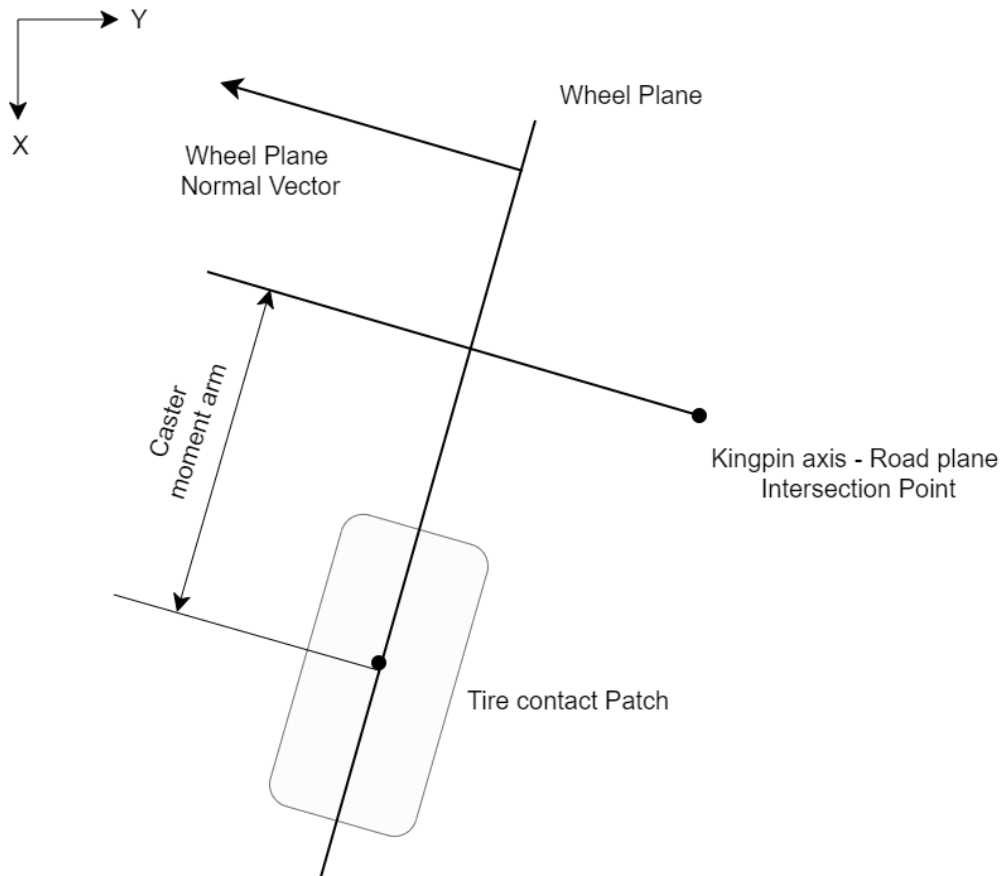 Y
X
Wheel Plane
Wheel Plane
Normal Vector
Caster
moment arm
Kingpin axis - Road plane
Intersection Point
Tire contact Patch